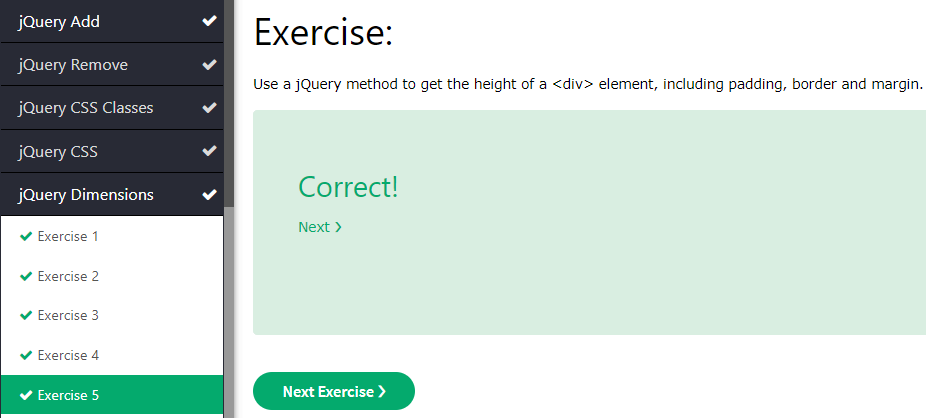 jQuery Add
jQuery Remove
jQuery CSS Classes
jQuery CSS
jQuery Dimensions
Exercise 1
Exercise 2
Exercise 3
Exercise 4
Exercise 5
Exercise:
Use a jQuery method to get the height of a <div> element, including padding, border and margin.
Correct!
Next ❯
Next Exercise ❯